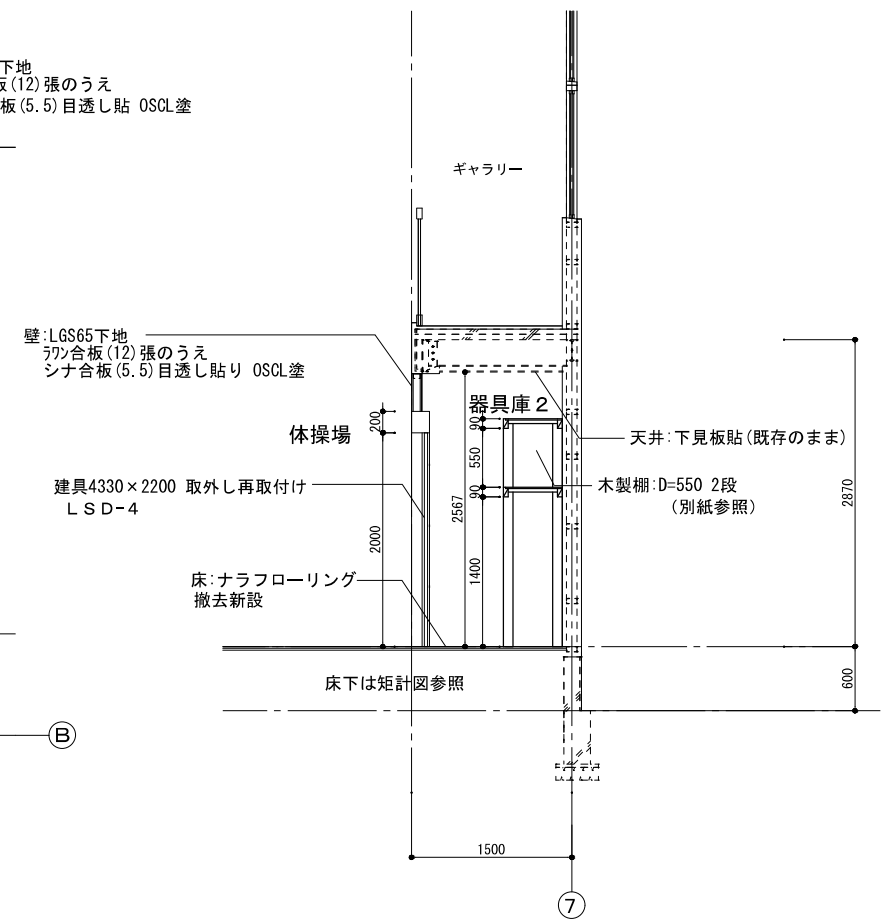 下地
板(12)張のうえ
板(5.5)目透し貼 OSCL塗
ギャラリー
壁:LGS65下地
ラワン合板(12)張のうえ
シナ合板(5.5)目透し貼り OSCL塗
体操場
器具庫2
200
90
550
90
2567
1400
2000
天井:下見板貼(既存のまま)
木製棚:D=550 2段
(別紙参照)
建具4330×2200 取外し再取付け
LSD-4
2870
床:ナラフローリング
撤去新設
床下は矩計図参照
600
B
1500
7